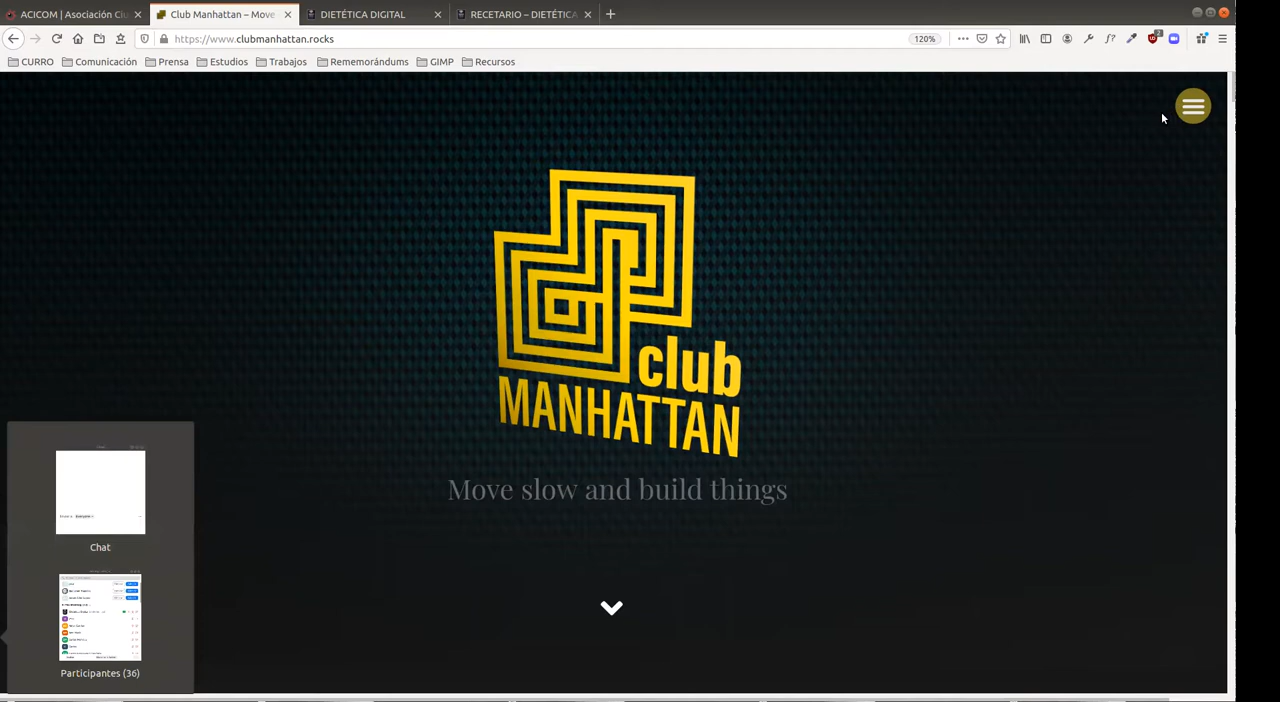 ACICOM | Asociación Ciu
Club Manhattan – Move
DIETÉTICA DIGITAL
RECETARIO – DIETÉTICA
https://www.clubmanhattan.rocks
120%
CURRO
Comunicación
Prensa
Estudios
Trabajos
Rememorándums
GIMP
Recursos
club
MANHATTAN
Move slow and build things
Chat
Participantes (36)